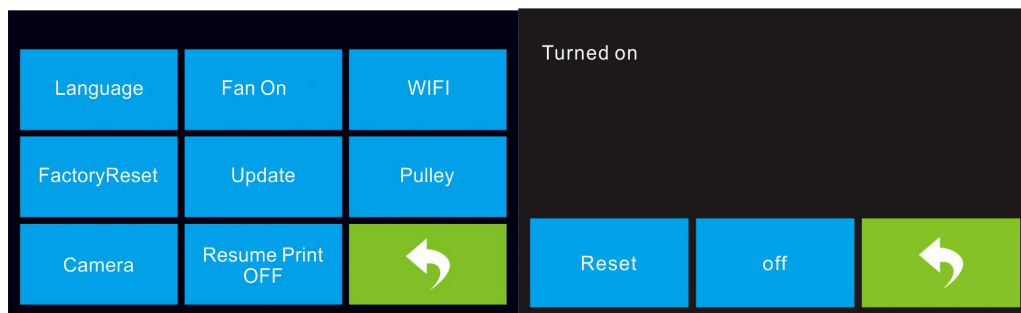 Language
Fan On
WIFI
FactoryReset
Update
Pulley
Camera
Resume Print
OFF
Turned on
Reset
off